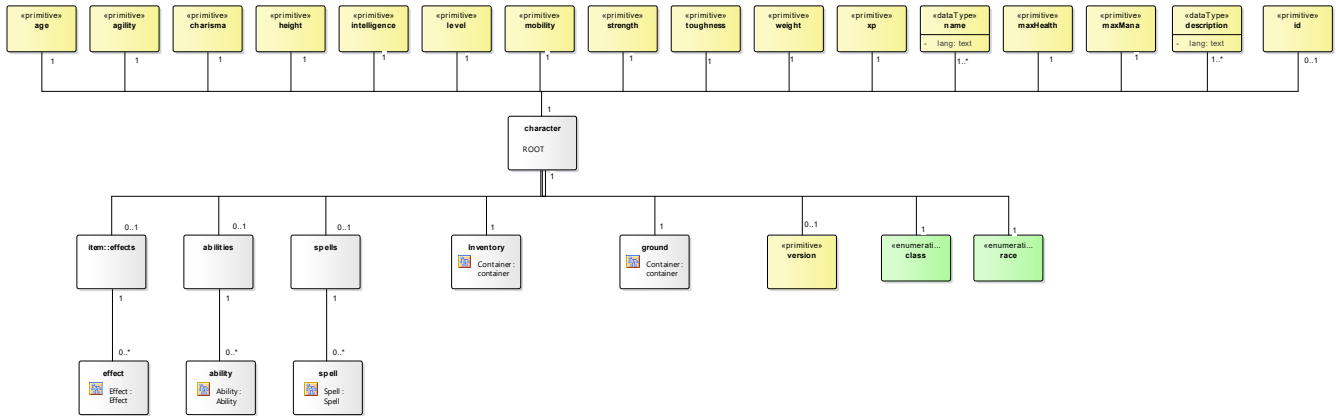 «primitive» «primitive» «primitive» «primitive» «primitive» «primitive» «primitive» «primitive» «primitive» «primitive» «primitive» «dataType» «primitive» «primitive» «dataType» «primitive»
age agility charisma height intelligence level mobility strength toughness weight xp name maxHealth maxMana description id
- lang: text - lang: text
1 1 1 1 1 1 1 1 1 1 1 1..* 1 1 1..* 0..1
1
character
ROOT
1
0..1 0..1 0..1 1 1 0..1 1 1
item::effects abilities spells Inventory ground «primitive» «enumerati... «enumerati...
version class race
Container : Container :
container container
1 1 1
0..* 0..* 0..*
effect ability spell
Effect : Ability : Spell :
Effect Ability Spell